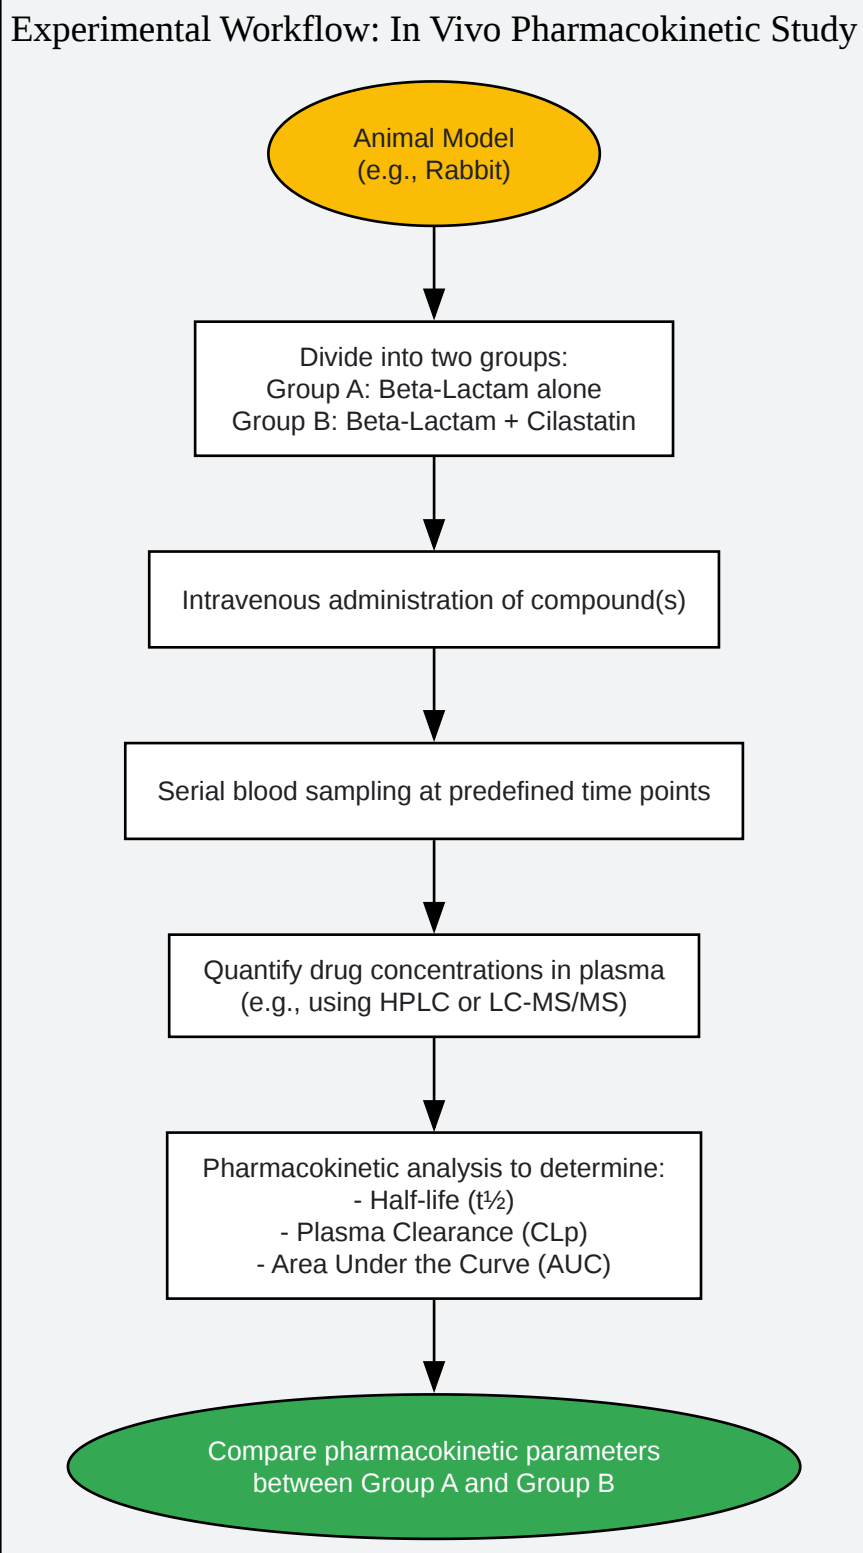 Experimental Workflow: In Vivo Pharmacokinetic Study
Animal Model
(e.g., Rabbit)
Divide into two groups:
Group A: Beta-Lactam alone
Group B: Beta-Lactam + Cilastatin
Intravenous administration of compound(s)
Serial blood sampling at predefined time points
Quantify drug concentrations in plasma
(e.g., using HPLC or LC-MS/MS)
Pharmacokinetic analysis to determine:
- Half-life (t½)
- Plasma Clearance (CLp)
- Area Under the Curve (AUC)
Compare pharmacokinetic parameters
between Group A and Group B